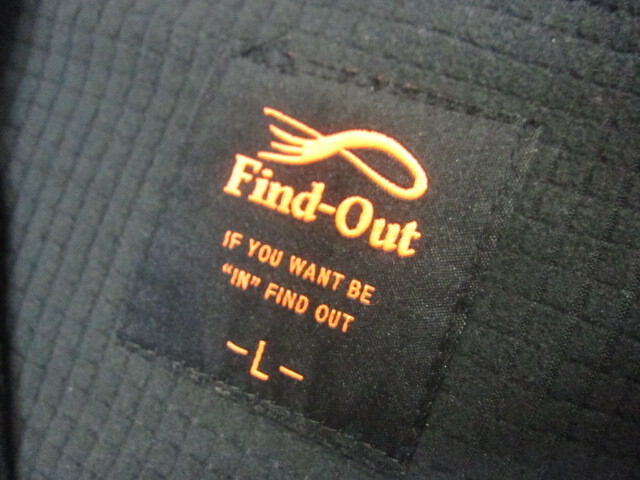 Find-Out
IF YOU WANT BE
"IN" FIND OUT
-L-